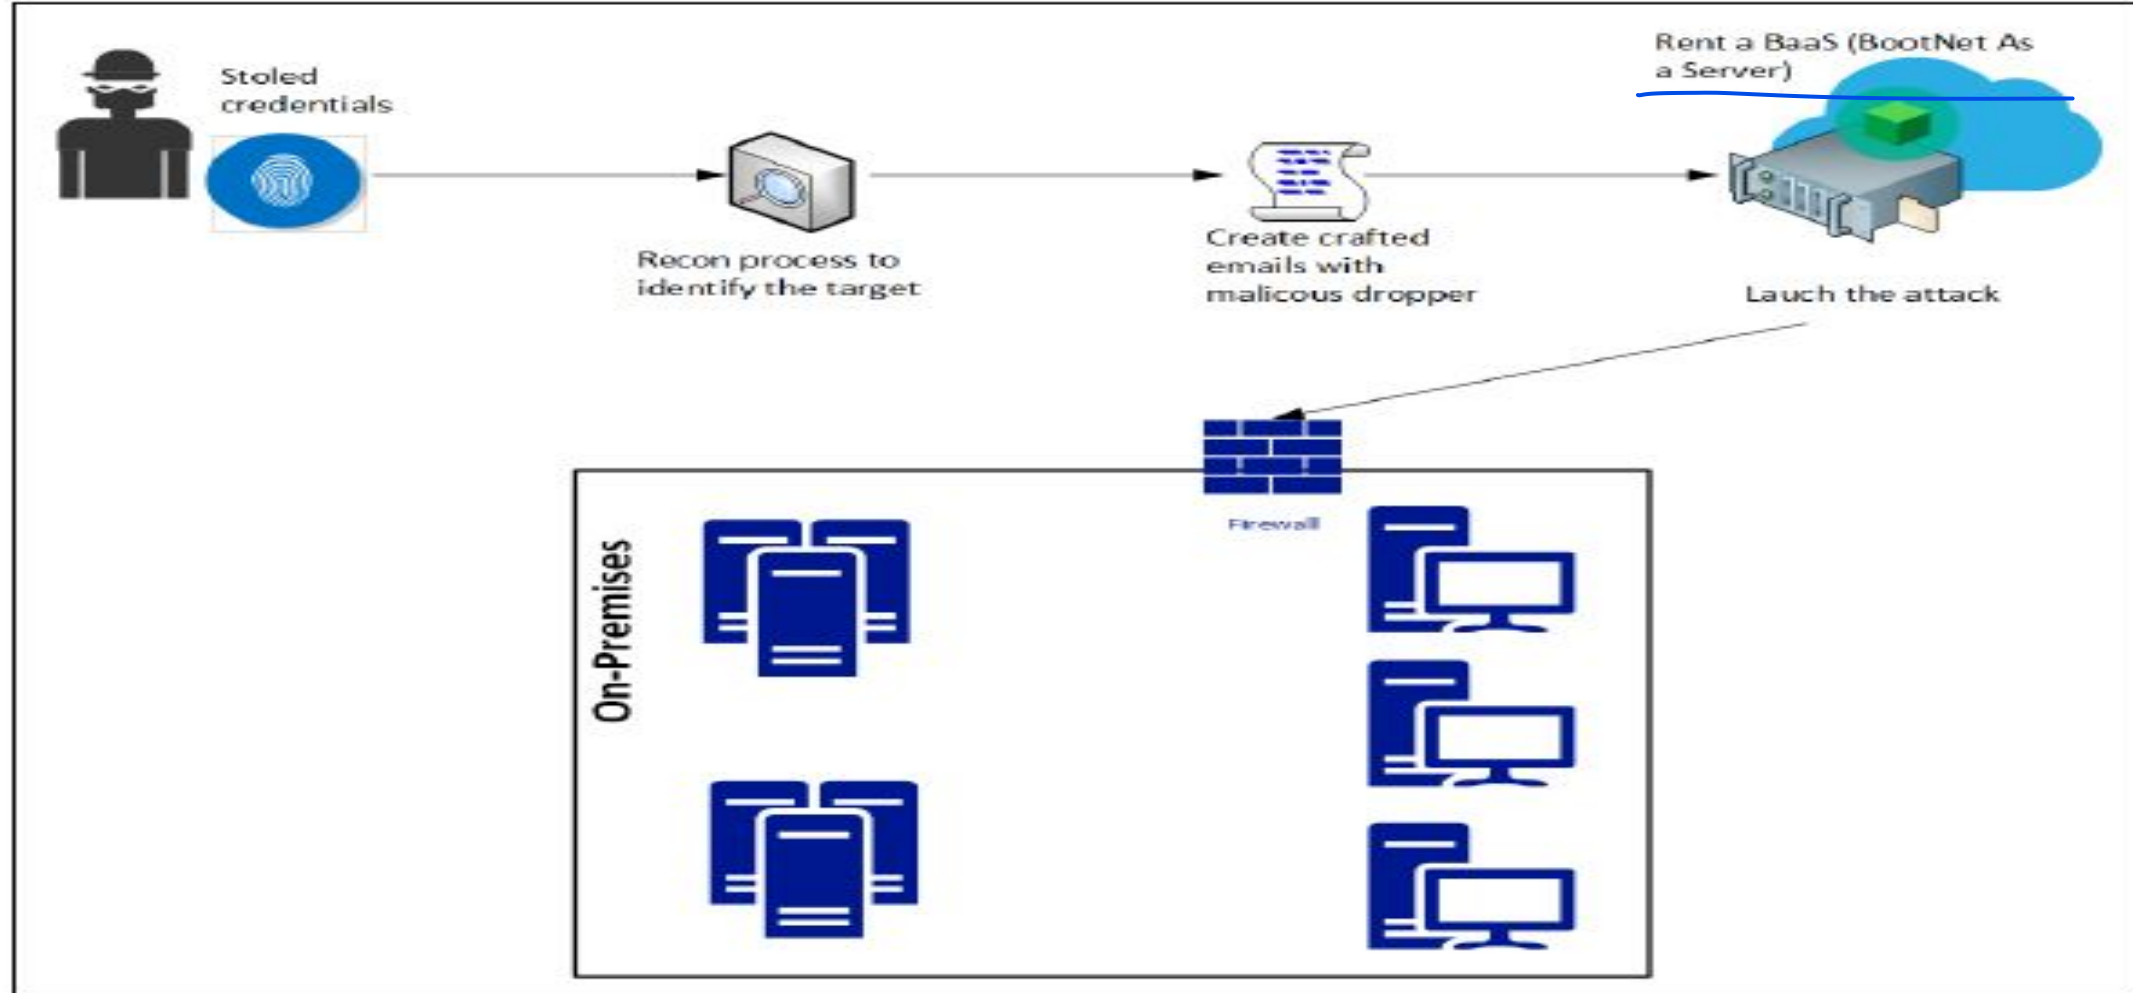 Stoled
credentials
Recon process to
identify the target
Create crafted
emails with
malicous dropper
Rent a BaaS (BootNet As
a Server)
Lauch the attack
Firewall
On-Premises